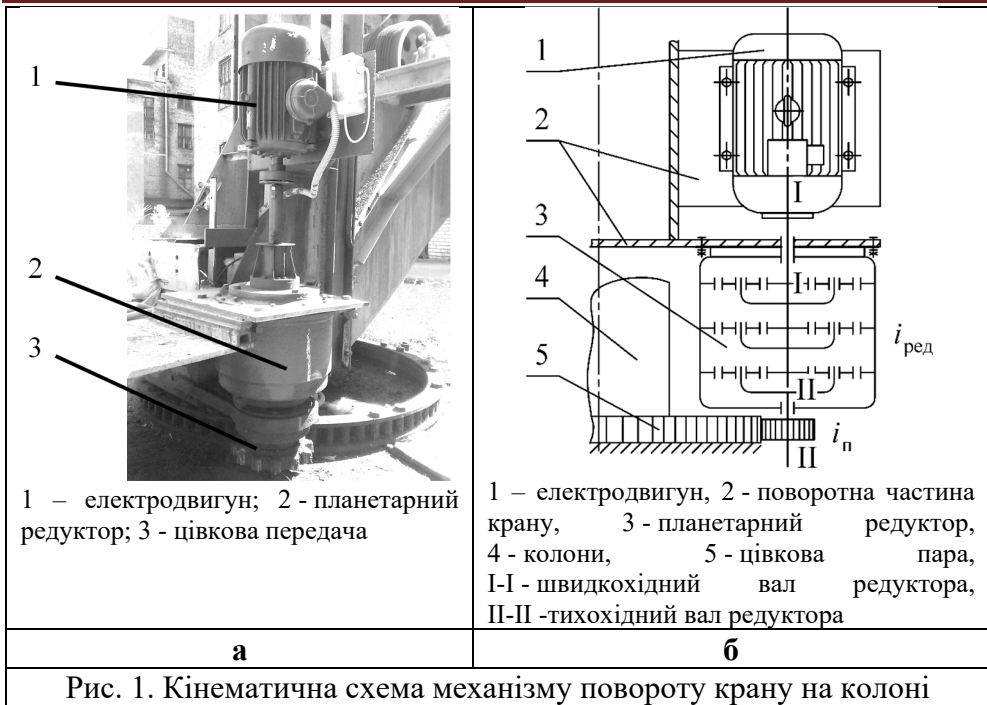 1
2
3
1 – електродвигун; 2 - планетарний
редуктор; 3 - цівкова передача
а
1
2
3
4
5
I
I
II
II
iред
iп
1 – електродвигун, 2 - поворотна частина
крану, 3 - планетарний редуктор,
4 - колони, 5 - цівкова пара,
I-I - швидкохідний вал редуктора,
II-II -тихохідний вал редуктора
б
Рис. 1. Кінематична схема механізму повороту крану на колоні